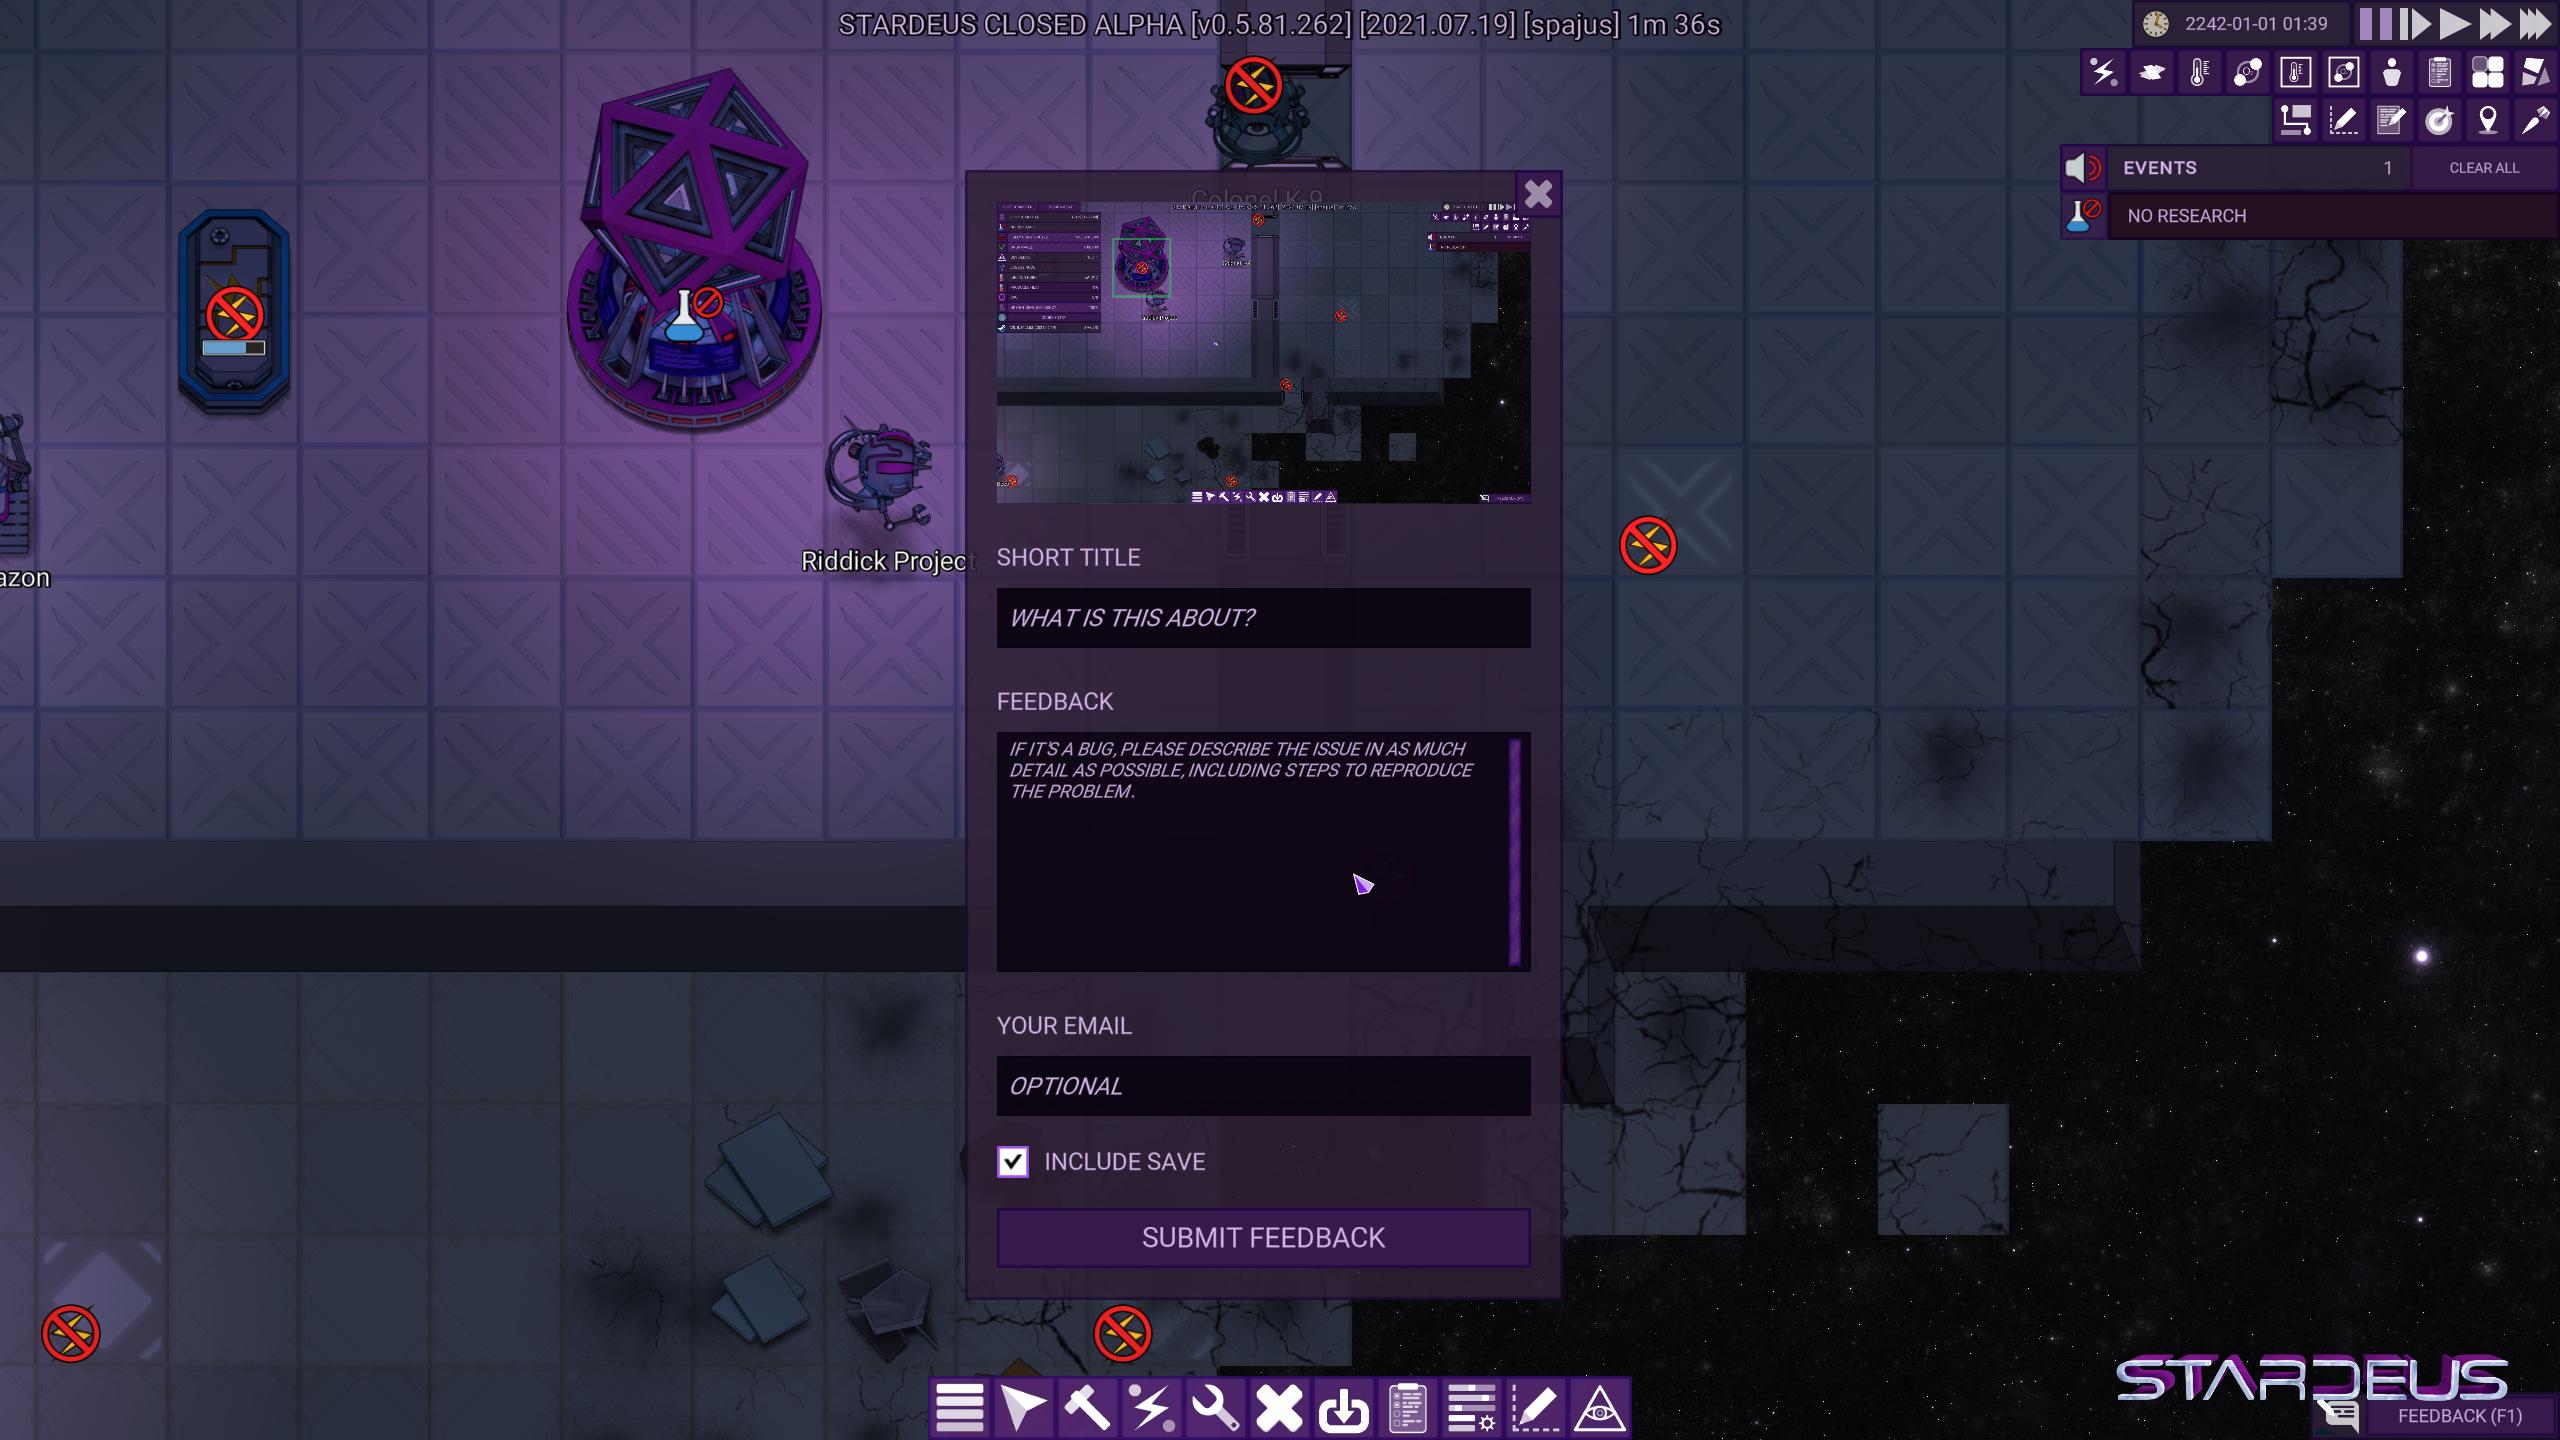 STARDEUS CLOSED ALPHA [v0.5.81.262] [2021.07.19] [spajus] 1m 36s
2242-01-01 01:39
EVENTS 1 CLEAR ALL
NO RESEARCH
Colonel K-9
Riddick Project
azon
SHORT TITLE
WHAT IS THIS ABOUT?
FEEDBACK
IF IT'S A BUG, PLEASE DESCRIBE THE ISSUE IN AS MUCH
DETAIL AS POSSIBLE, INCLUDING STEPS TO REPRODUCE
THE PROBLEM.
YOUR EMAIL
OPTIONAL
INCLUDE SAVE
SUBMIT FEEDBACK
STARDEUS
FEEDBACK (F1)